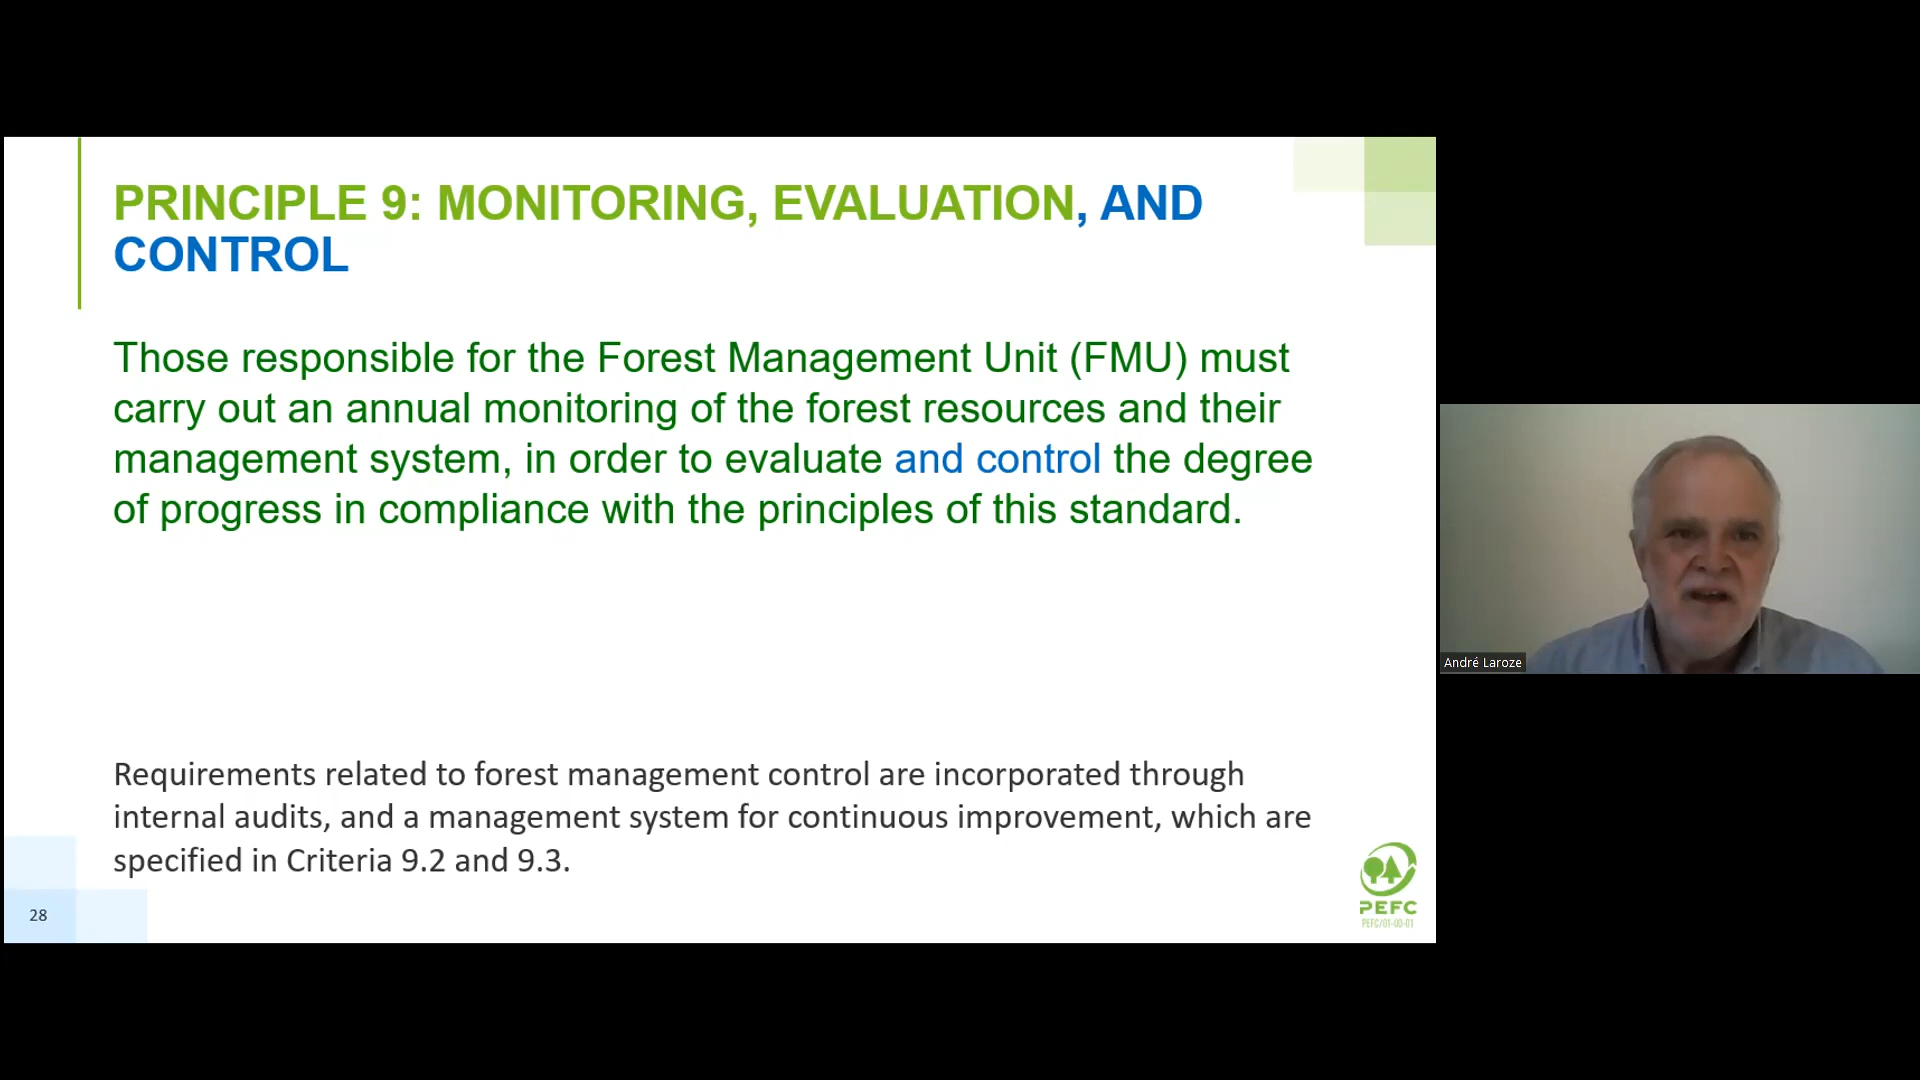 PRINCIPLE 9: MONITORING, EVALUATION, AND
CONTROL
Those responsible for the Forest Management Unit (FMU) must
carry out an annual monitoring of the forest resources and their
management system, in order to evaluate and control the degree
of progress in compliance with the principles of this standard.
Requirements related to forest management control are incorporated through
internal audits, and a management system for continuous improvement, which are
specified in Criteria 9.2 and 9.3.
28
PEFC
PEFC/01-00-01
André Laroze